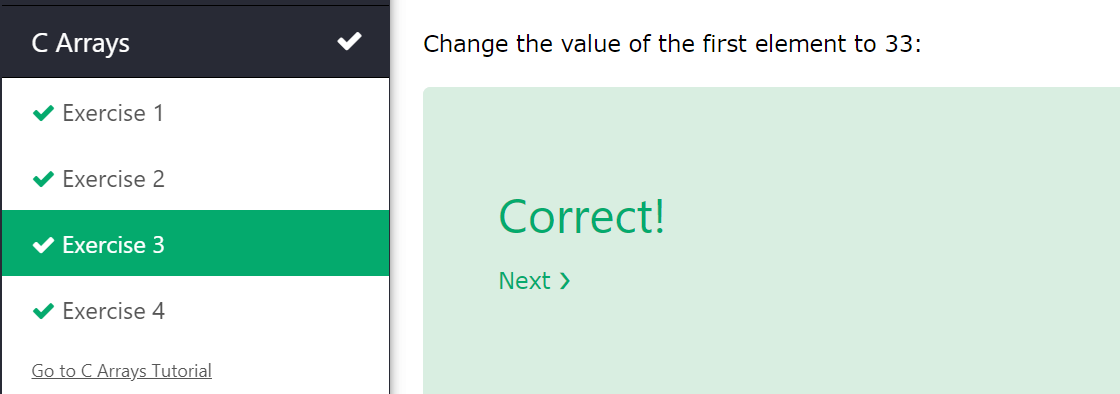 C Arrays
Exercise 1
Exercise 2
Exercise 3
Exercise 4
Go to C Arrays Tutorial
Change the value of the first element to 33:
Correct!
Next ❯